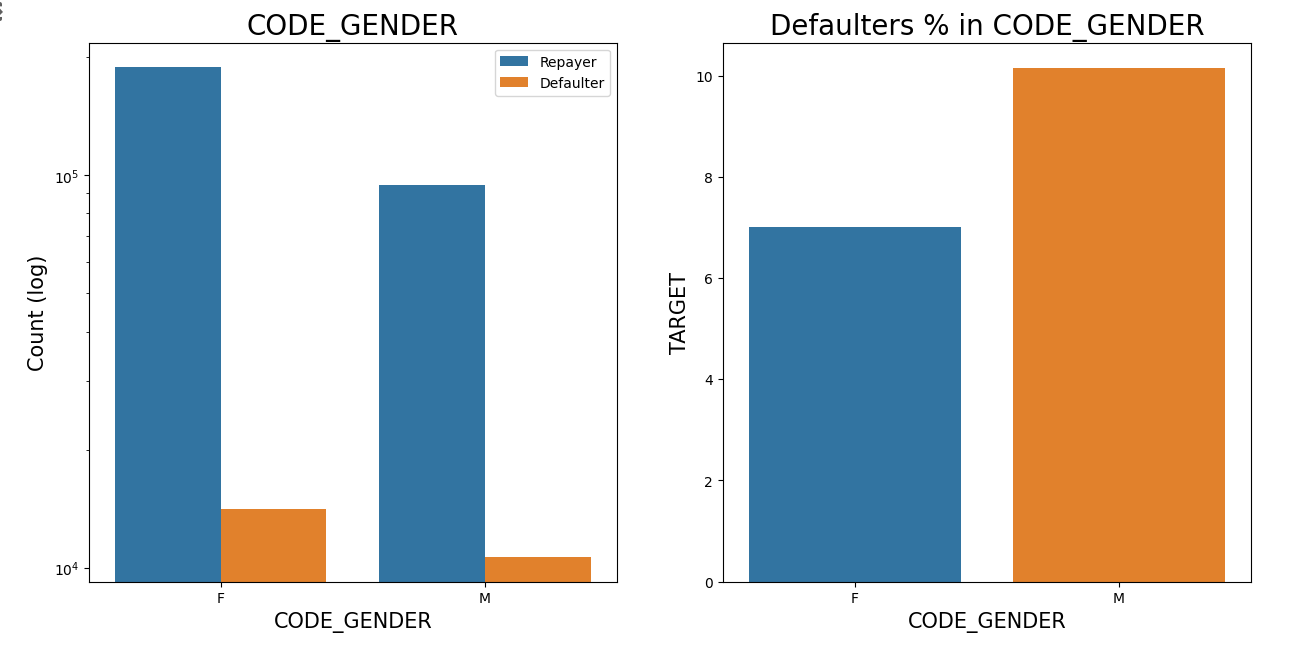 CODE_GENDER
Repayer
Defaulter
10^5
10^4
Count (log)
F
M
CODE_GENDER
Defaulters % in CODE_GENDER
10
8
6
4
2
0
TARGET
F
M
CODE_GENDER